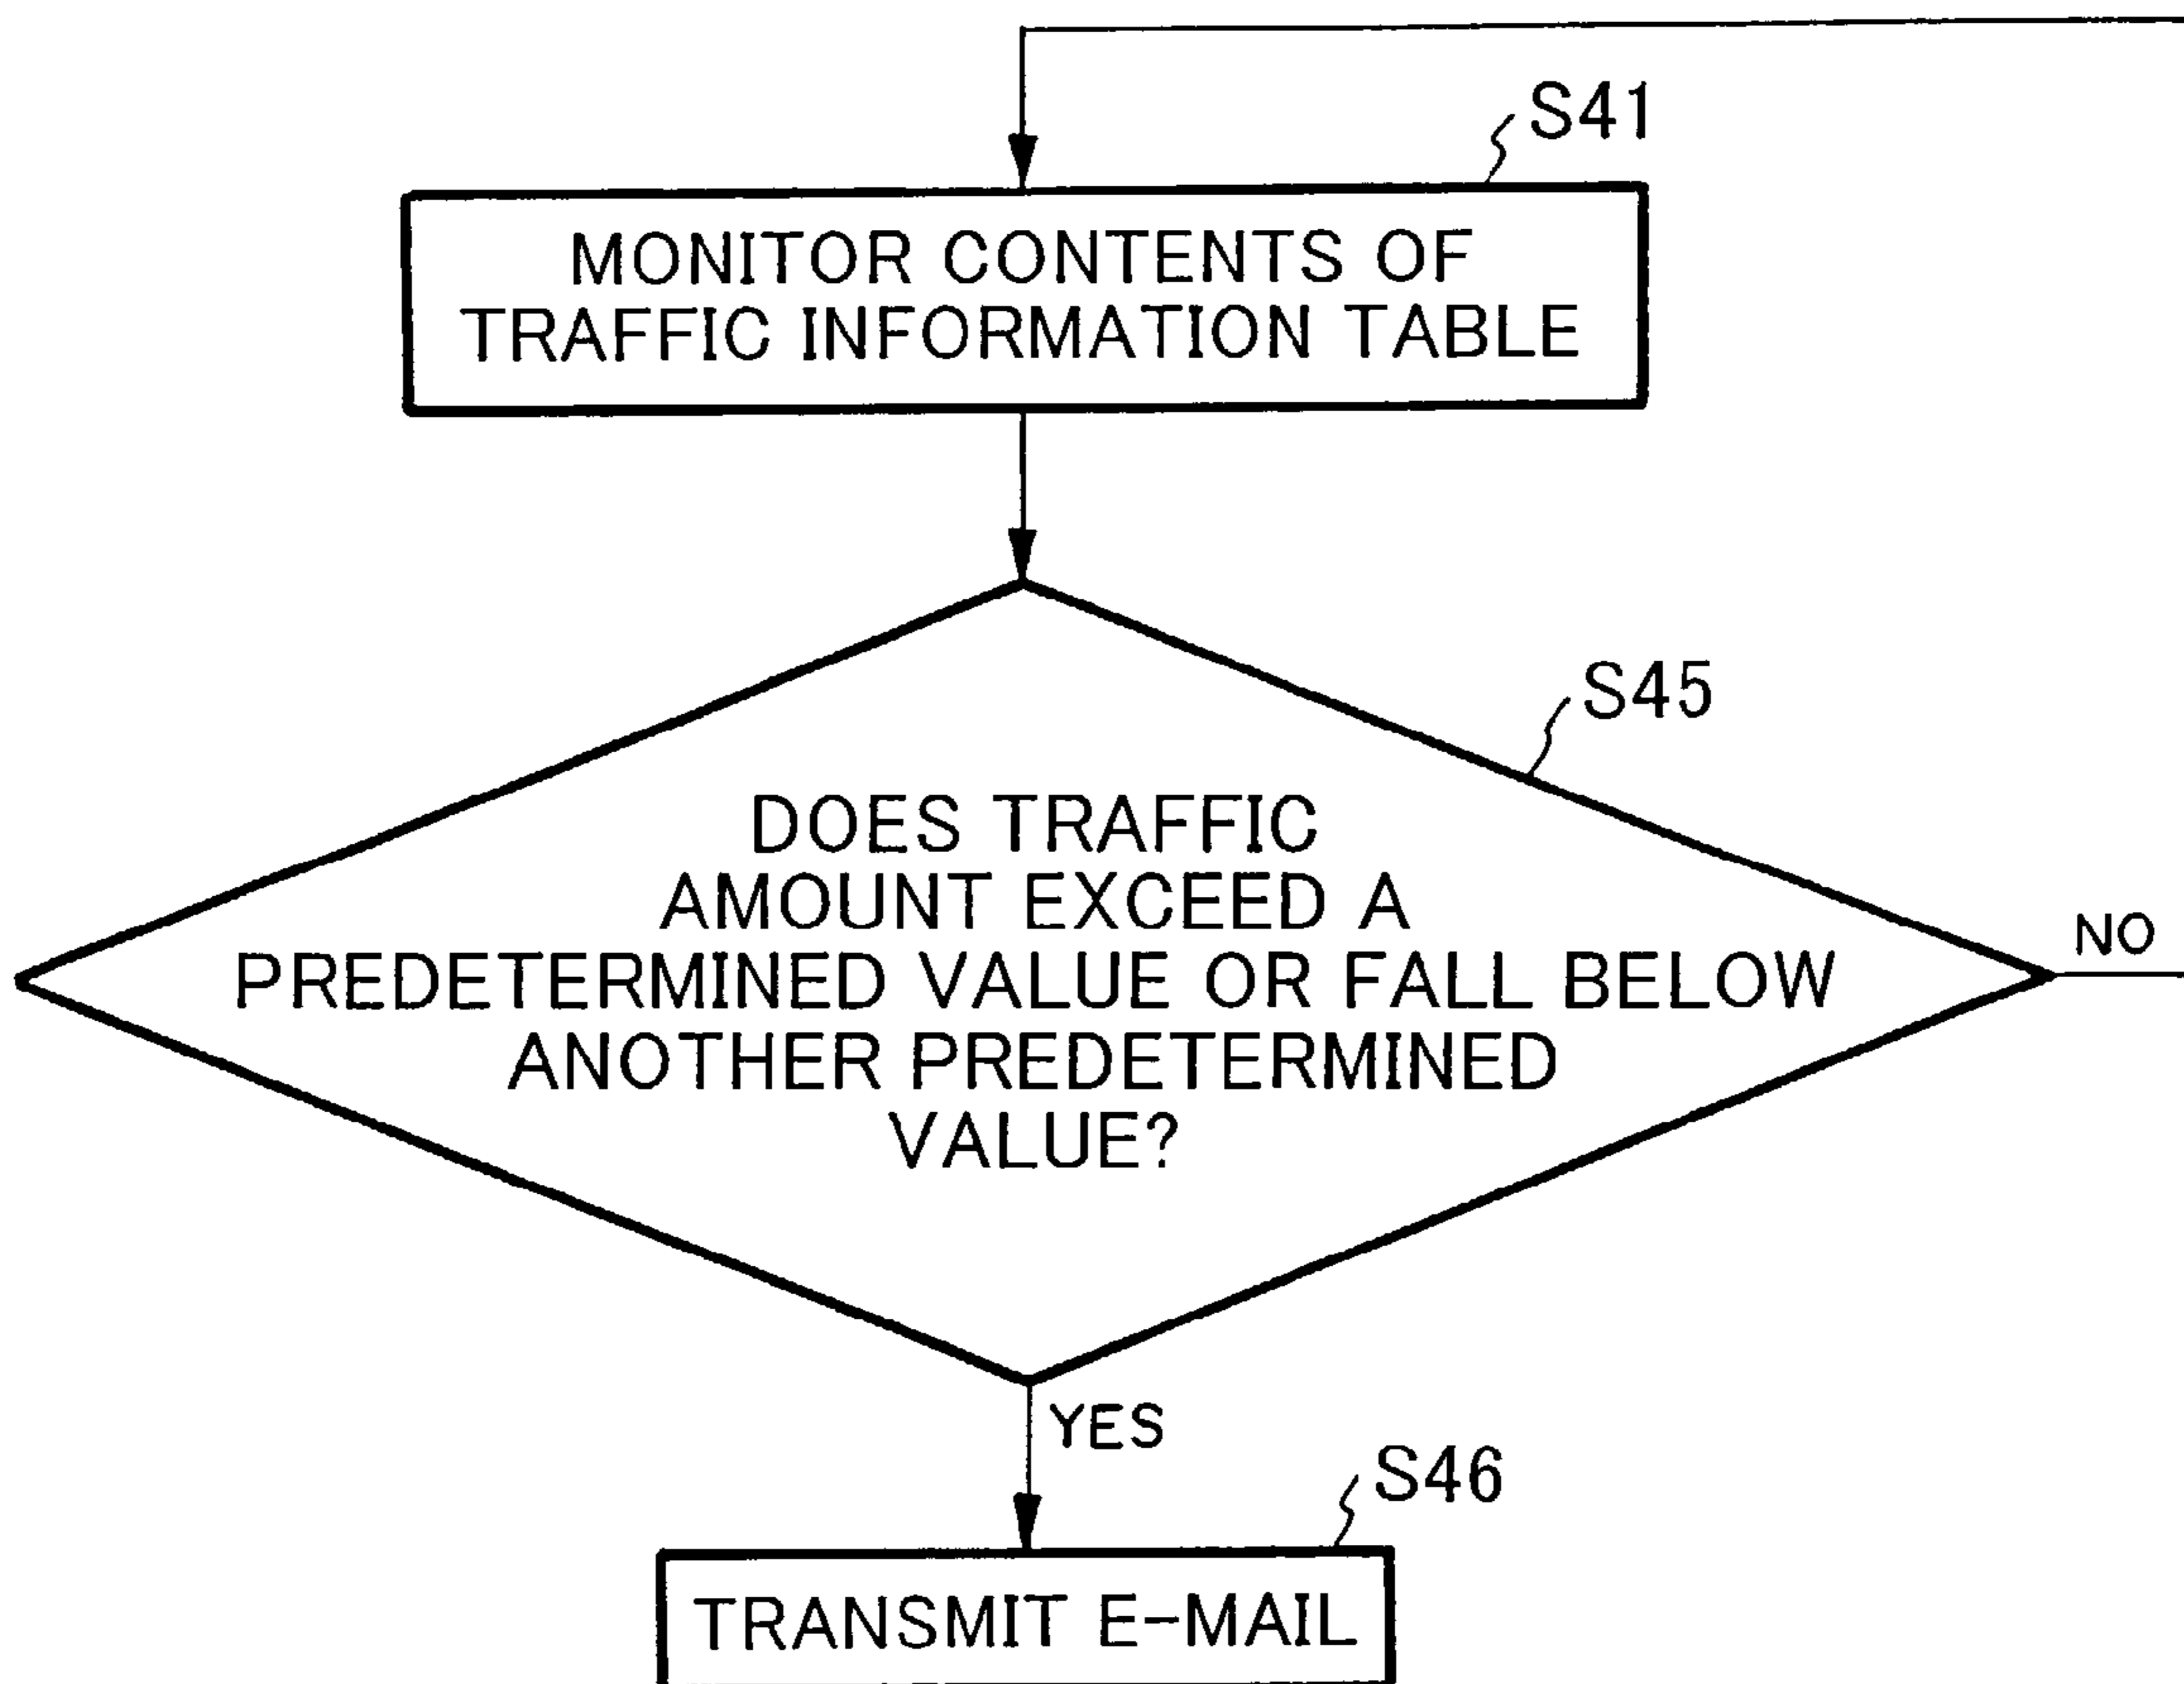 S41
MONITOR CONTENTS OF
TRAFFIC INFORMATION TABLE
S45
DOES TRAFFIC
AMOUNT EXCEED A
PREDETERMINED VALUE OR FALL BELOW
ANOTHER PREDETERMINED
VALUE?
NO
YES
S46
TRANSMIT E-MAIL